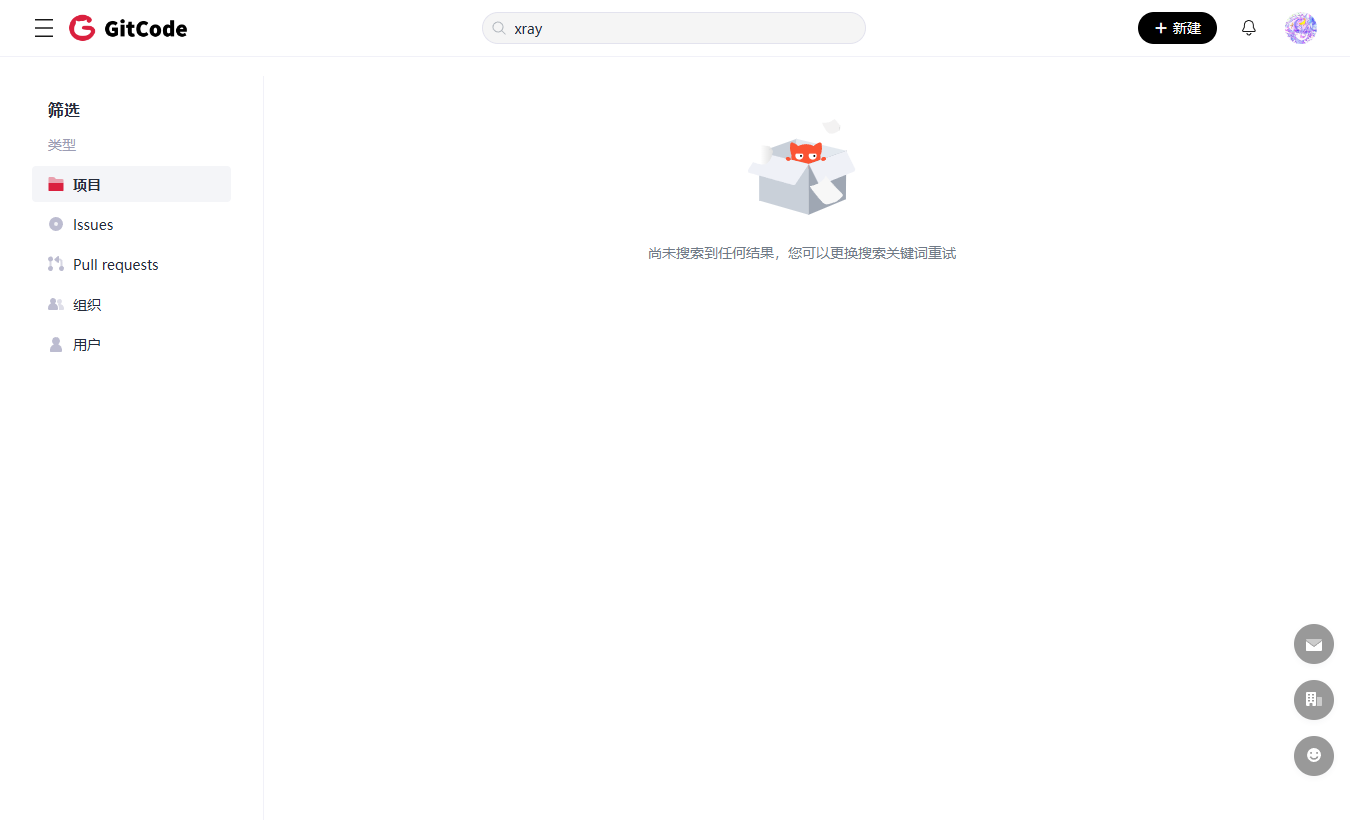 GitCode
xray
新建
筛选
类型
项目
Issues
Pull requests
组织
用户
尚未搜索到任何结果，您可以更换搜索关键词重试